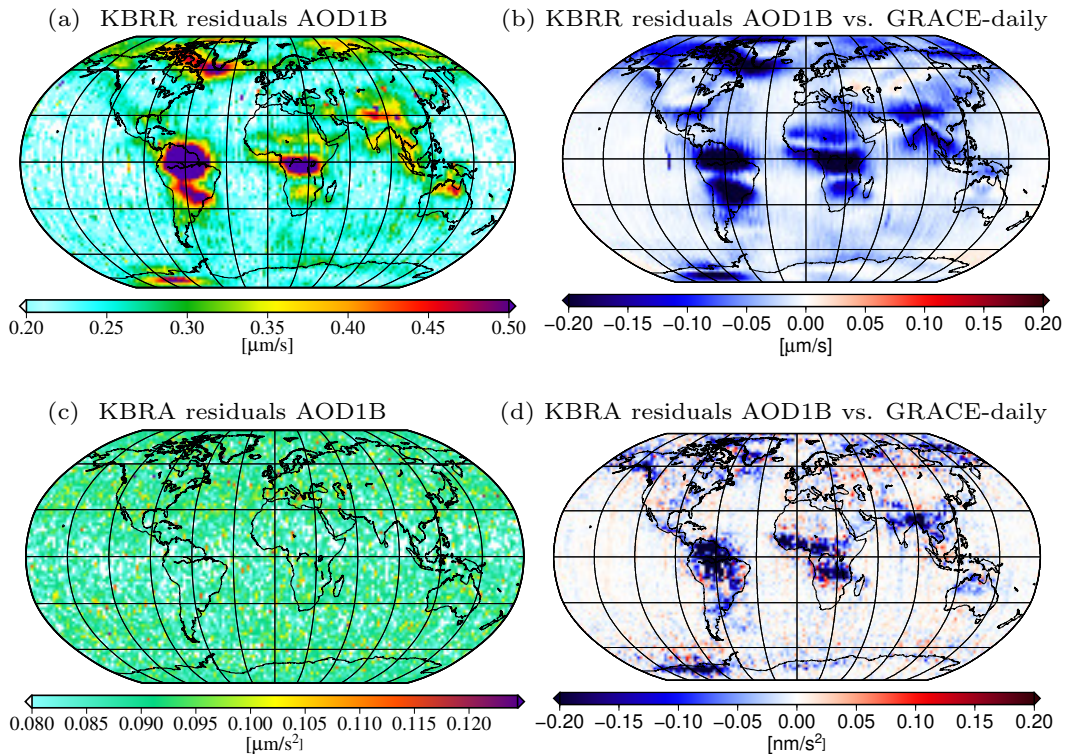 (a) KBRR residuals AOD1B
(b) KBRR residuals AOD1B vs. GRACE-daily
0.20 0.25 0.30 0.35 0.40 0.45 0.50
[µm/s]
−0.20 −0.15 −0.10 −0.05 0.00 0.05 0.10 0.15 0.20
[µm/s]
(c) KBRA residuals AOD1B
(d) KBRA residuals AOD1B vs. GRACE-daily
0.080 0.085 0.090 0.095 0.100 0.105 0.110 0.115 0.120
[µm/s²]
−0.20 −0.15 −0.10 −0.05 0.00 0.05 0.10 0.15 0.20
[nm/s²]